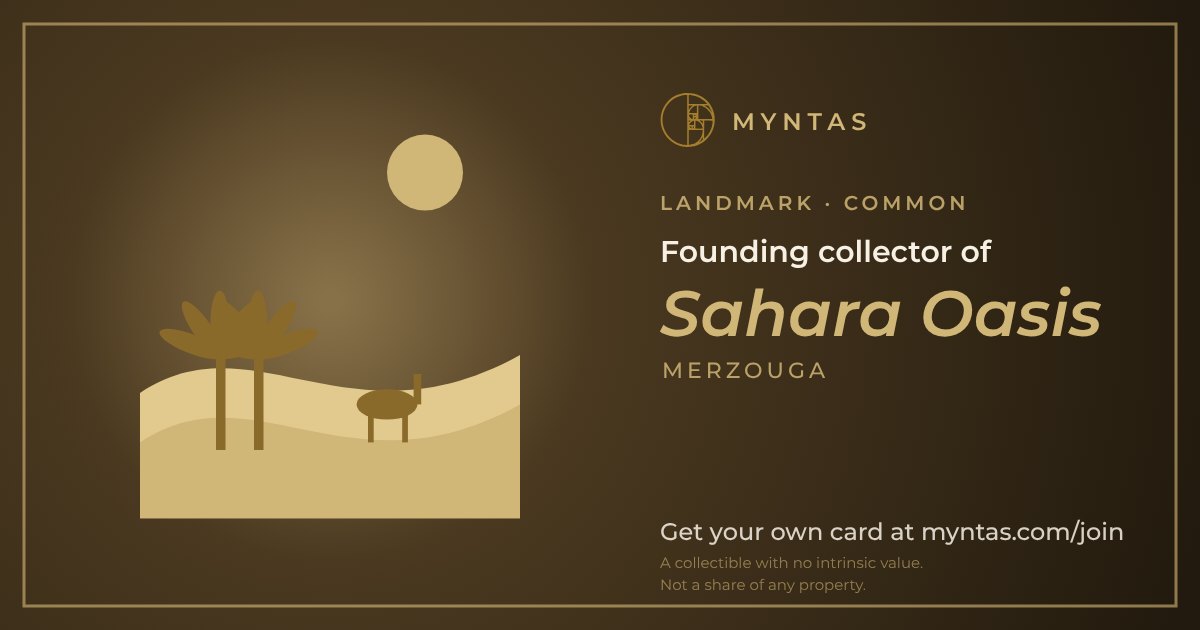 MYNTAS
LANDMARK · COMMON
Founding collector of
Sahara Oasis
MERZOUGA
Get your own card at myntas.com/join
A collectible with no intrinsic value.
Not a share of any property.